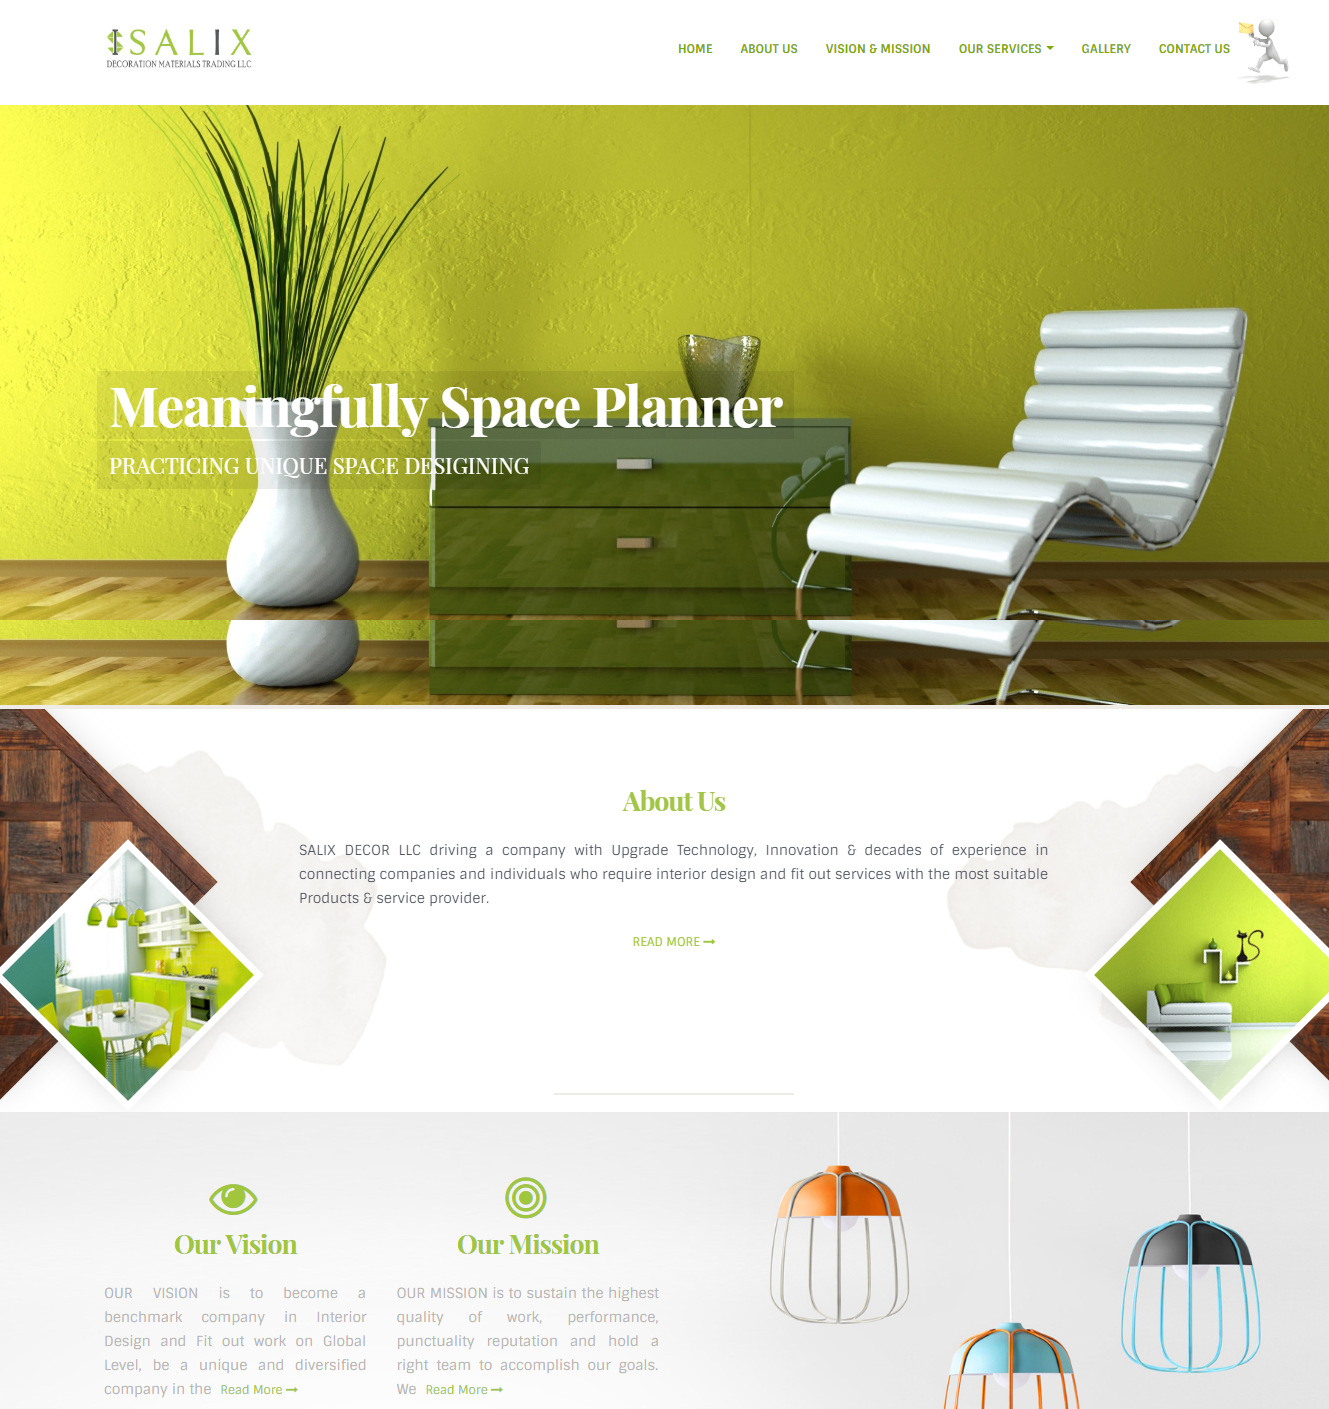 SALIX
DECORATION MATERIALS TRADING LLC
HOME ABOUT US VISION & MISSION OUR SERVICES GALLERY CONTACT US
Meaningfully Space Planner
PRACTICING UNIQUE SPACE DESIGINING
About Us
SALIX DECOR LLC driving a company with Upgrade Technology, Innovation & decades of experience in
connecting companies and individuals who require interior design and fit out services with the most suitable
Products & service provider.
READ MORE
Our Vision
OUR VISION is to become a
benchmark company in Interior
Design and Fit out work on Global
Level, be a unique and diversified
company in the Read More
Our Mission
OUR MISSION is to sustain the highest
quality of work, performance,
punctuality reputation and hold a
right team to accomplish our goals.
We Read More